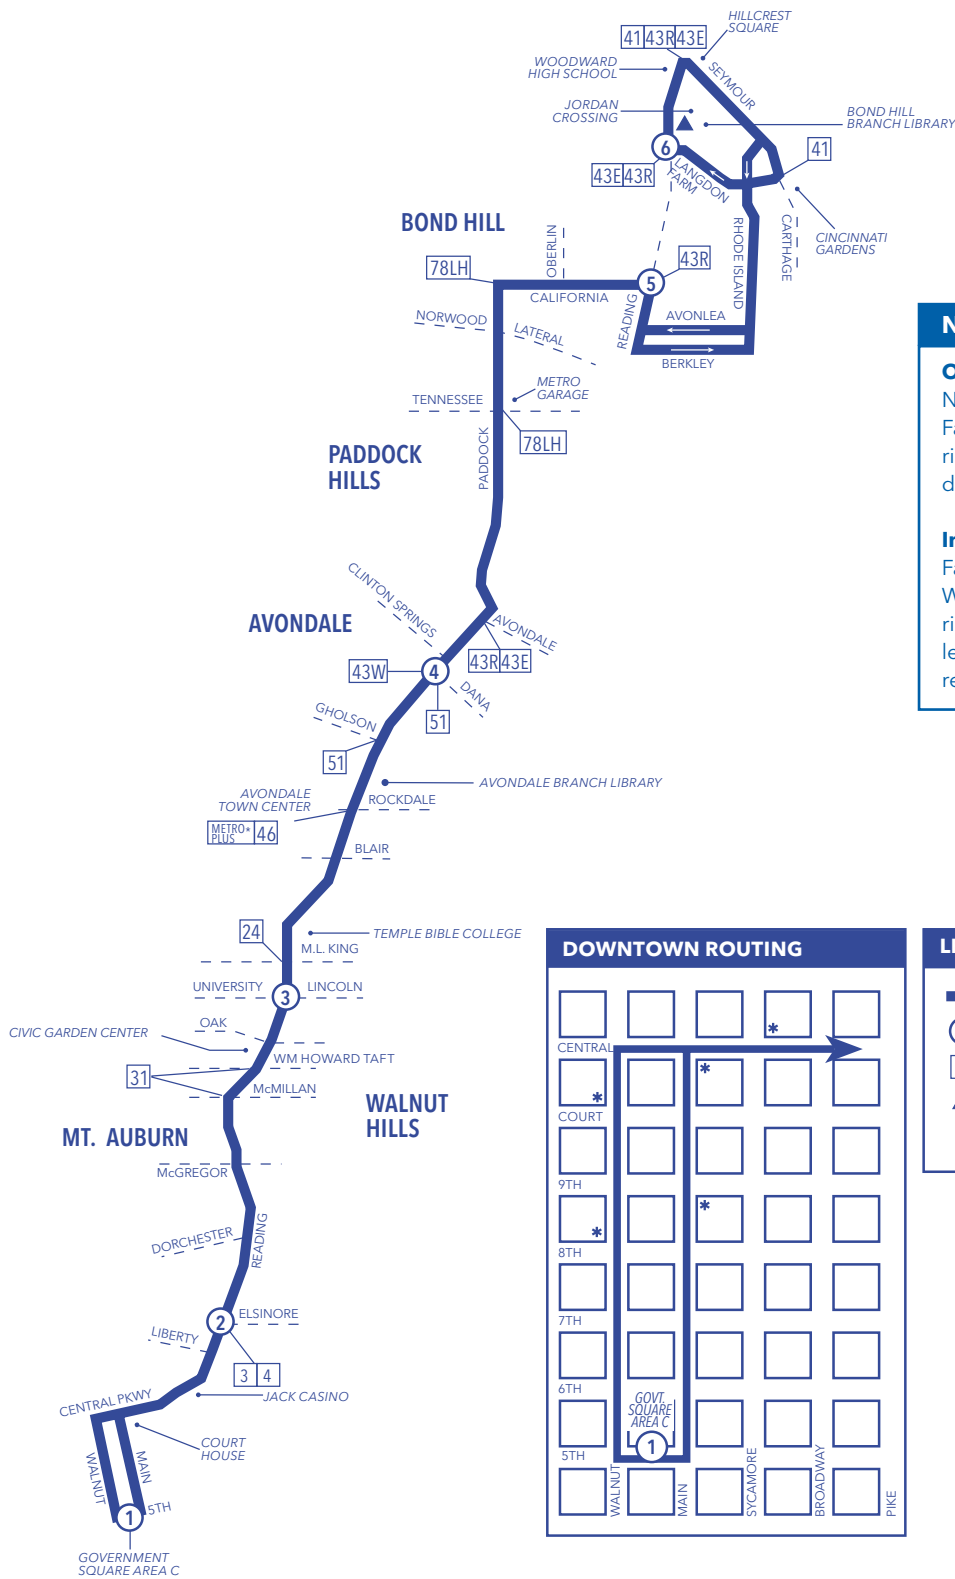 HILLCREST
SQUARE
41 43R 43E
WOODWARD
HIGH SCHOOL
SEYMOUR
JORDAN
CROSSING
BOND HILL
BRANCH LIBRARY
6
41
43E 43R
LANGDON
FARM
BOND HILL
OBERLIN
RHODE ISLAND
CARTHAGE
CINCINNATI
GARDENS
78LH
43R
5
CALIFORNIA
READING
AVONLEA
BERKLEY
NORWOOD
LATERAL
METRO
GARAGE
TENNESSEE
78LH
PADDOCK
PADDOCK
HILLS
CLINTON SPRINGS
AVONDALE
AVONDALE
43R 43E
43W
4
DANA
51
GHOLSON
51
AVONDALE BRANCH LIBRARY
AVONDALE
TOWN CENTER
ROCKDALE
METRO*
PLUS
46
BLAIR
24
TEMPLE BIBLE COLLEGE
M.L. KING
UNIVERSITY
3
LINCOLN
OAK
CIVIC GARDEN CENTER
WM HOWARD TAFT
31
McMILLAN
WALNUT
HILLS
MT. AUBURN
McGREGOR
DORCHESTER
READING
2
ELSINORE
LIBERTY
3 4
JACK CASINO
CENTRAL PKWY
COURT
HOUSE
WALNUT
MAIN
1
5TH
GOVERNMENT
SQUARE AREA C
DOWNTOWN ROUTING
*
CENTRAL
*
*
COURT
9TH
*
*
8TH
7TH
6TH
GOVT.
SQUARE
AREA C
1
5TH
WALNUT
MAIN
SYCAMORE
BROADWAY
PIKE